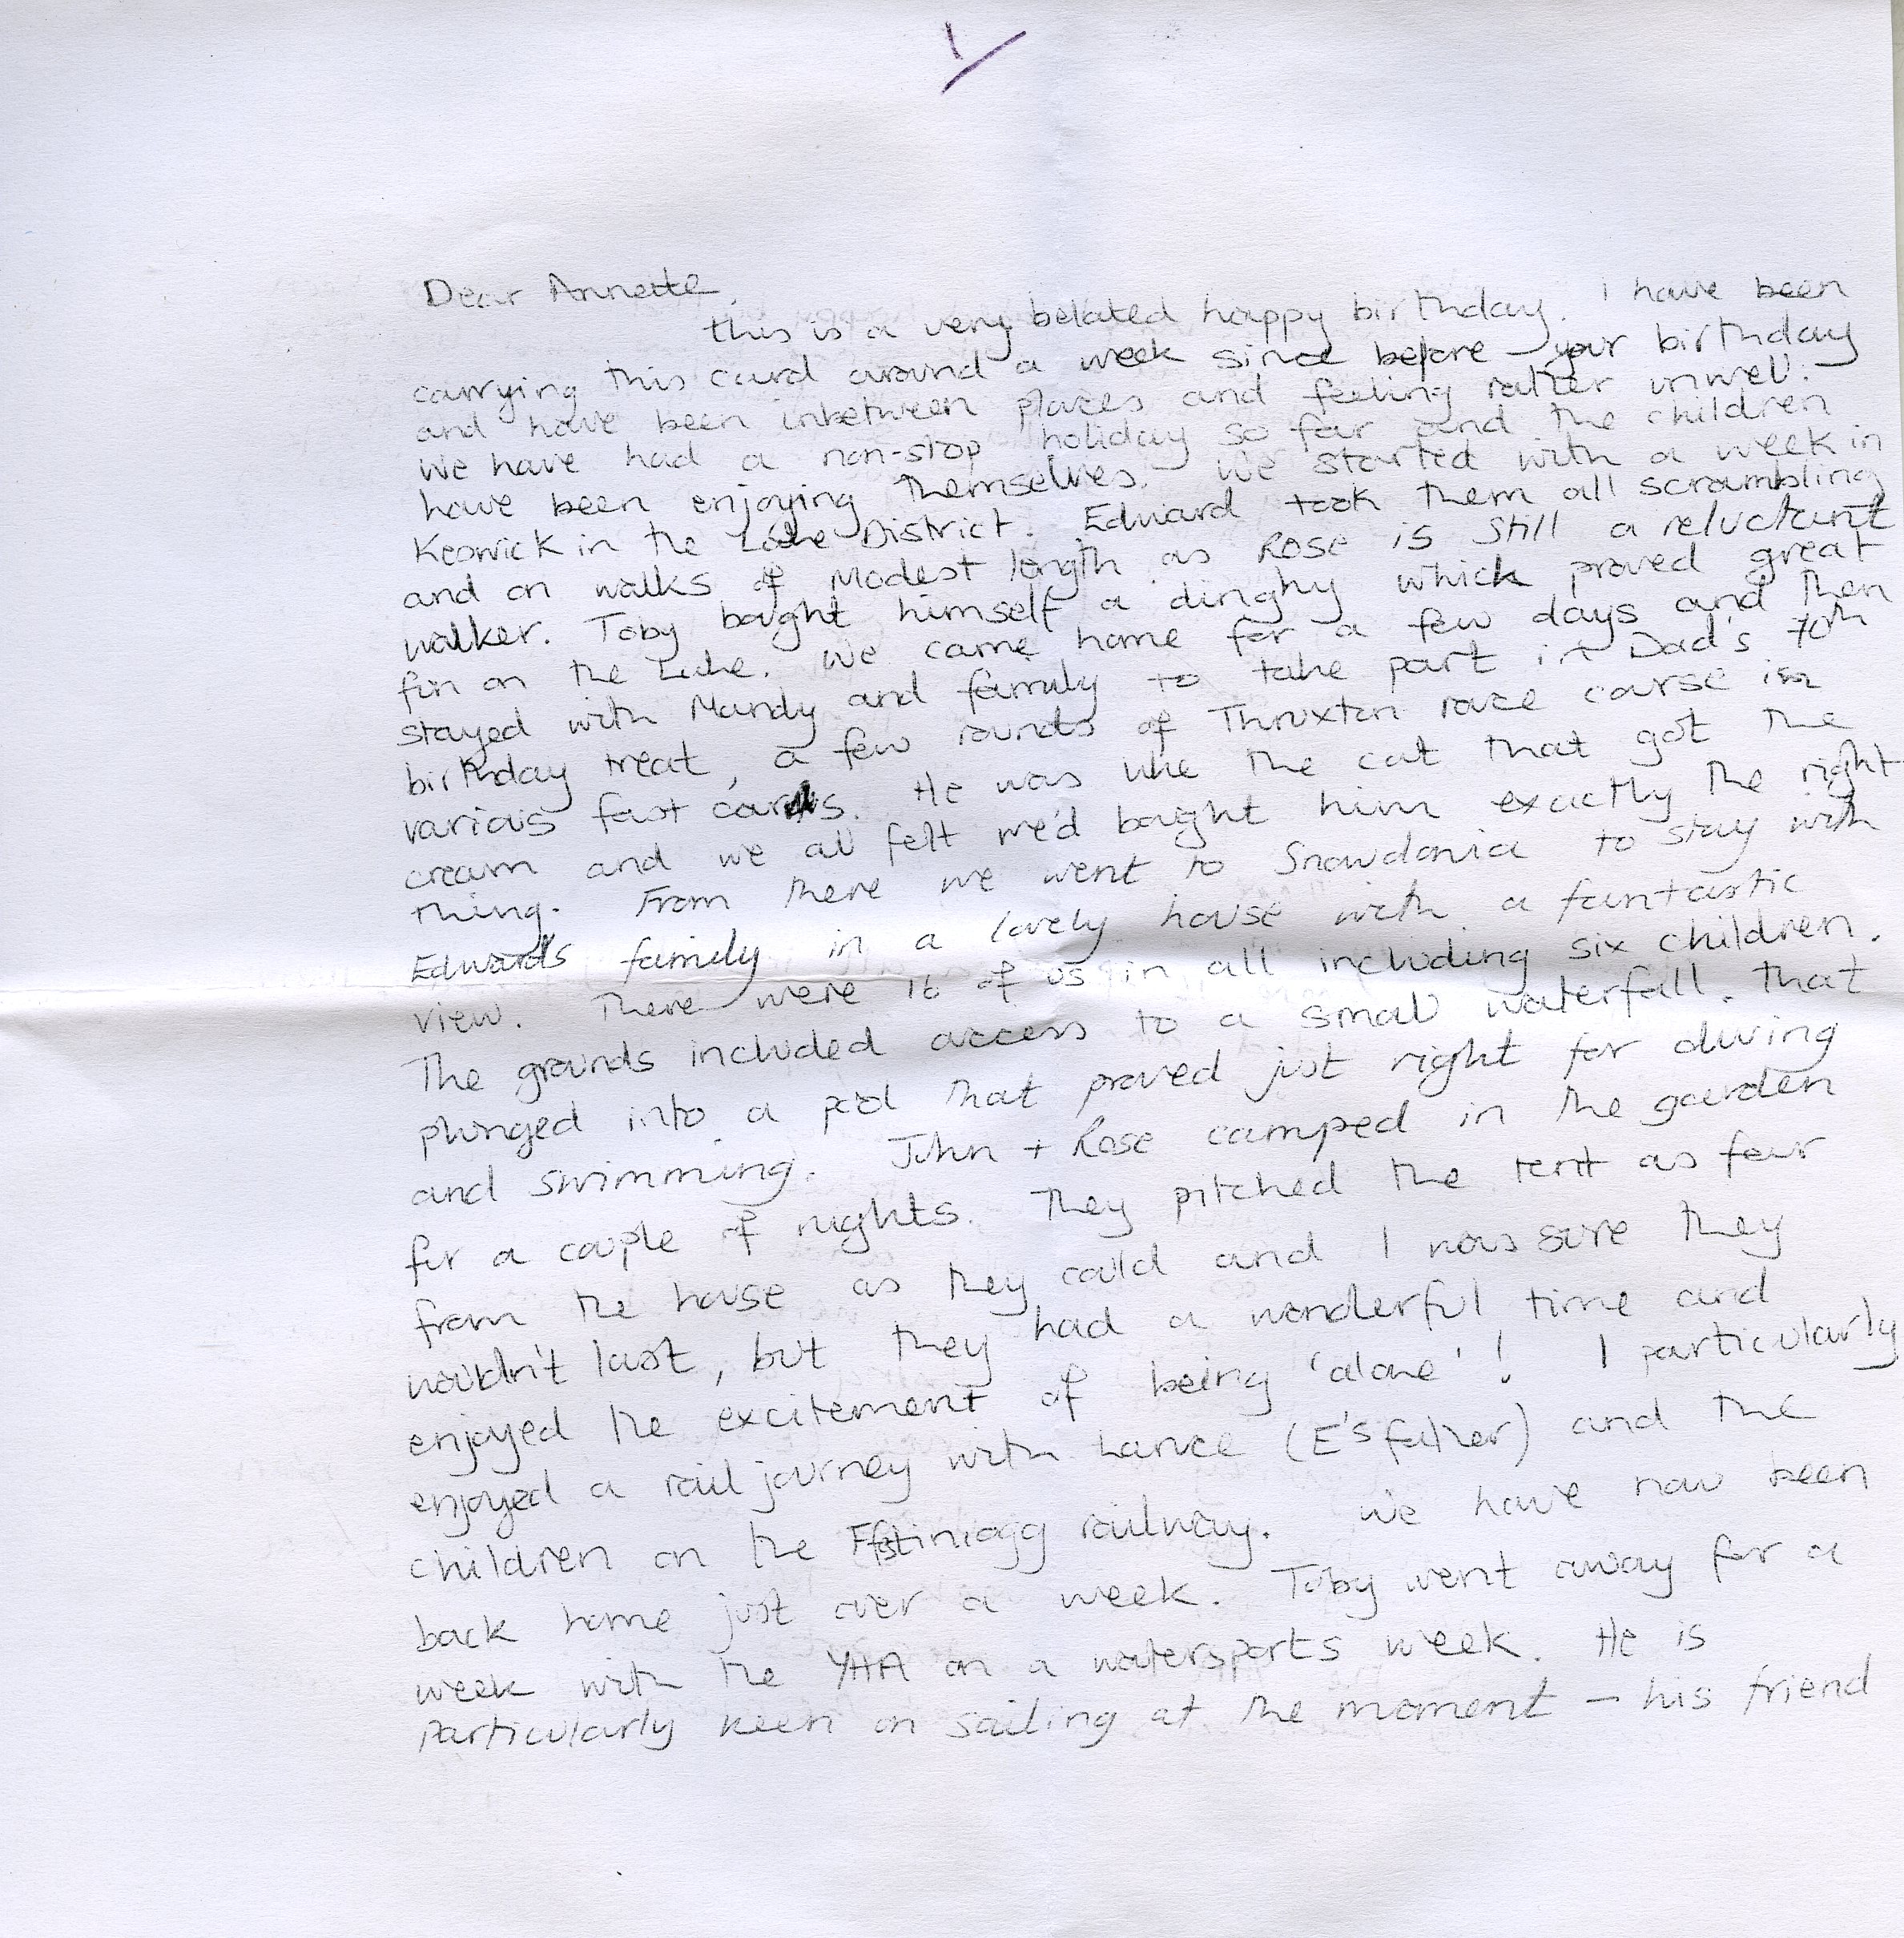 Dear Annette,
this is a very belated happy birthday. I have been
carrying this card around a week since before your birthday
and have been inbetween places and feeling rather unwell.
We have had a non-stop holiday so far and the children
have been enjoying themselves. We started with a week in
Keswick in the Lake District. Edward took them all scrambling
and on walks of modest length as Rose is still a reluctant
walker. Toby bought himself a dinghy which proved great
fun on the Lake. We came home for a few days and then
stayed with Mandy and family to take part in Dad's 70th
birthday treat, a few rounds of Thruxton race course in
various fast cars. He was like the cat that got the
cream and we all felt we'd bought him exactly the right
thing. From there we went to Snowdonia to stay with
Edwards family in a lovely house with a fantastic
view. There were 16 of us in all including six children.
The grounds included access to a small waterfall. that
plunged into a pool that proved just right for diving
and swimming. John + Rose camped in the garden
for a couple of nights. They pitched the tent as far
from the house as they could and I was sure they
wouldn't last, but they had a wonderful time and
enjoyed the excitement of being 'alone'! I particularly
enjoyed a rail journey with Lance (E's father) and the
children on the railway. We have now been
back home just over a week. Toby went away for a
week with the YHA on a watersports week. He is
particularly keen on sailing at the moment – his friend